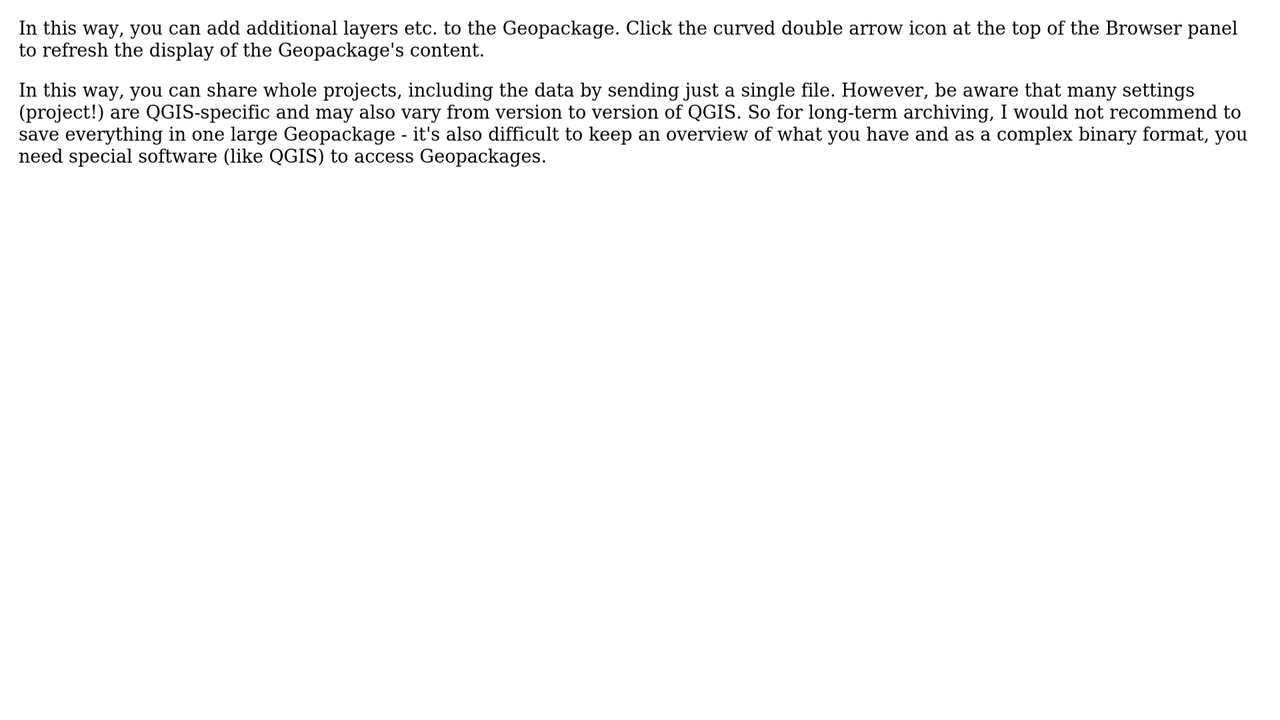 In this way, you can add additional layers etc. to the Geopackage. Click the curved double arrow icon at the top of the Browser panel
to refresh the display of the Geopackage's content.
In this way, you can share whole projects, including the data by sending just a single file. However, be aware that many settings
(project!) are QGIS-specific and may also vary from version to version of QGIS. So for long-term archiving, I would not recommend to
save everything in one large Geopackage - it's also difficult to keep an overview of what you have and as a complex binary format, you
need special software (like QGIS) to access Geopackages.